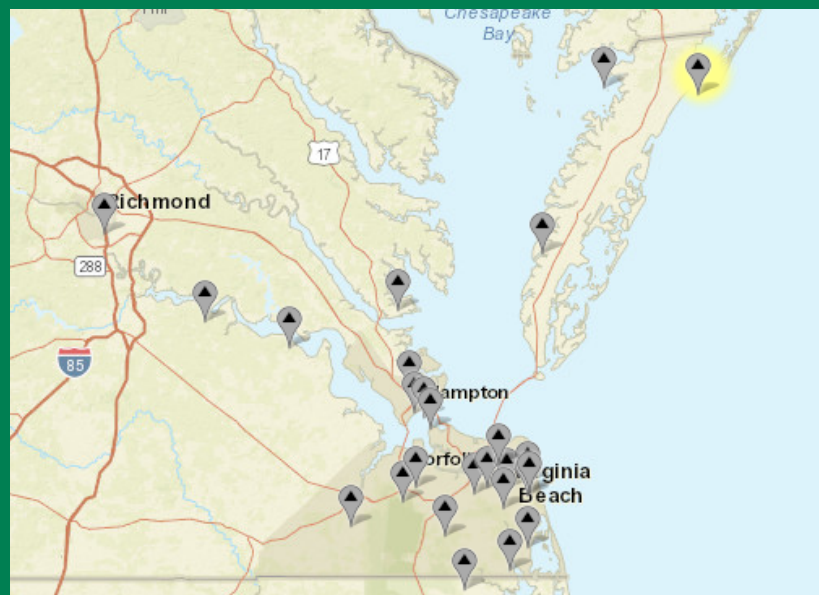 Chesapeake
Bay
17
Richmond
288
85
Hampton
Norfolk
Virginia
Beach